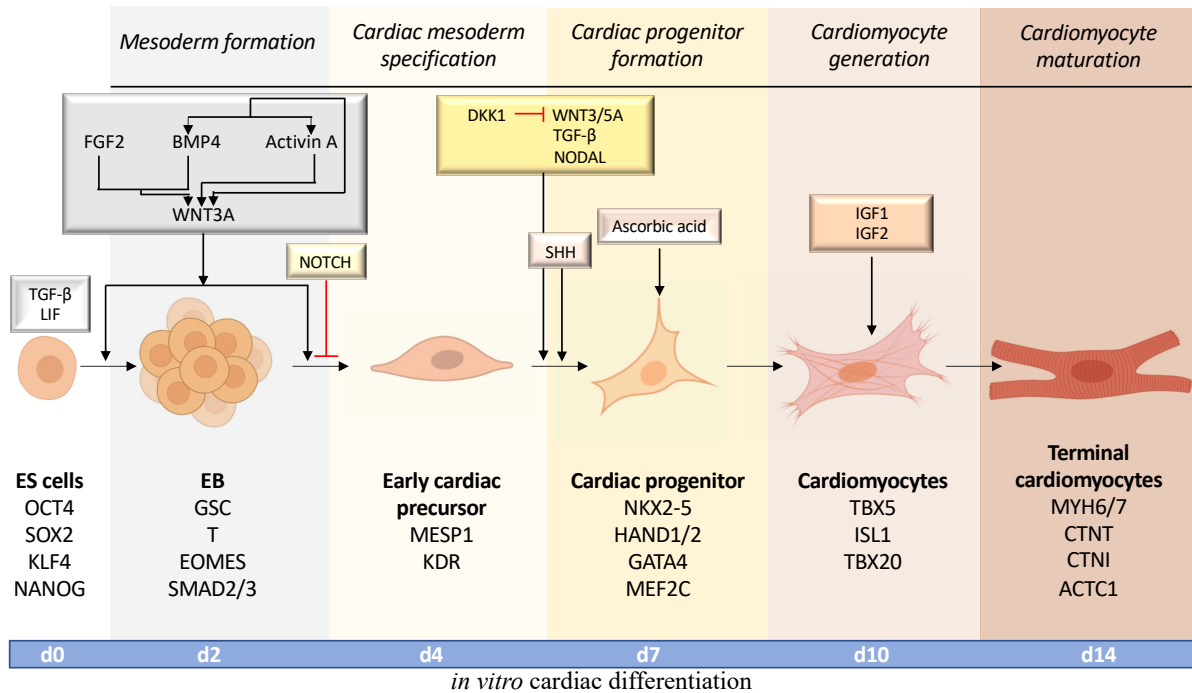 Mesoderm formation
Cardiac mesoderm
specification
Cardiac progenitor
formation
Cardiomyocyte
generation
Cardiomyocyte
maturation
FGF2
BMP4
Activin A
WNT3A
DKK1
WNT3/5A
TGF-β
NODAL
NOTCH
SHH
Ascorbic acid
IGF1
IGF2
TGF-β
LIF
ES cells
OCT4
SOX2
KLF4
NANOG
EB
GSC
T
EOMES
SMAD2/3
Early cardiac
precursor
MESP1
KDR
Cardiac progenitor
NKX2-5
HAND1/2
GATA4
MEF2C
Cardiomyocytes
TBX5
ISL1
TBX20
Terminal
cardiomyocytes
MYH6/7
CTNT
CTNI
ACTC1
d0
d2
d4
d7
d10
d14
in vitro cardiac differentiation